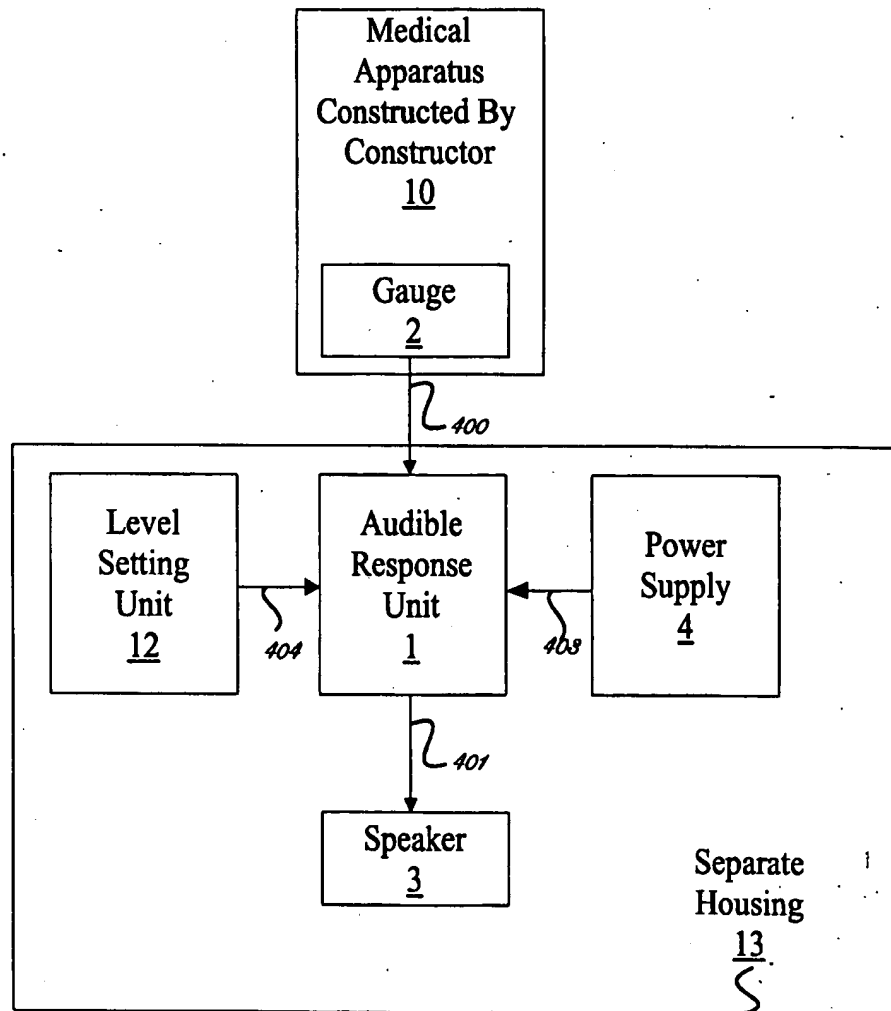 Medical
Apparatus
Constructed By
Constructor
10
Gauge
2
400
Level
Setting
Unit
12
404
Audible
Response
Unit
1
403
Power
Supply
4
401
Speaker
3
Separate
Housing
13